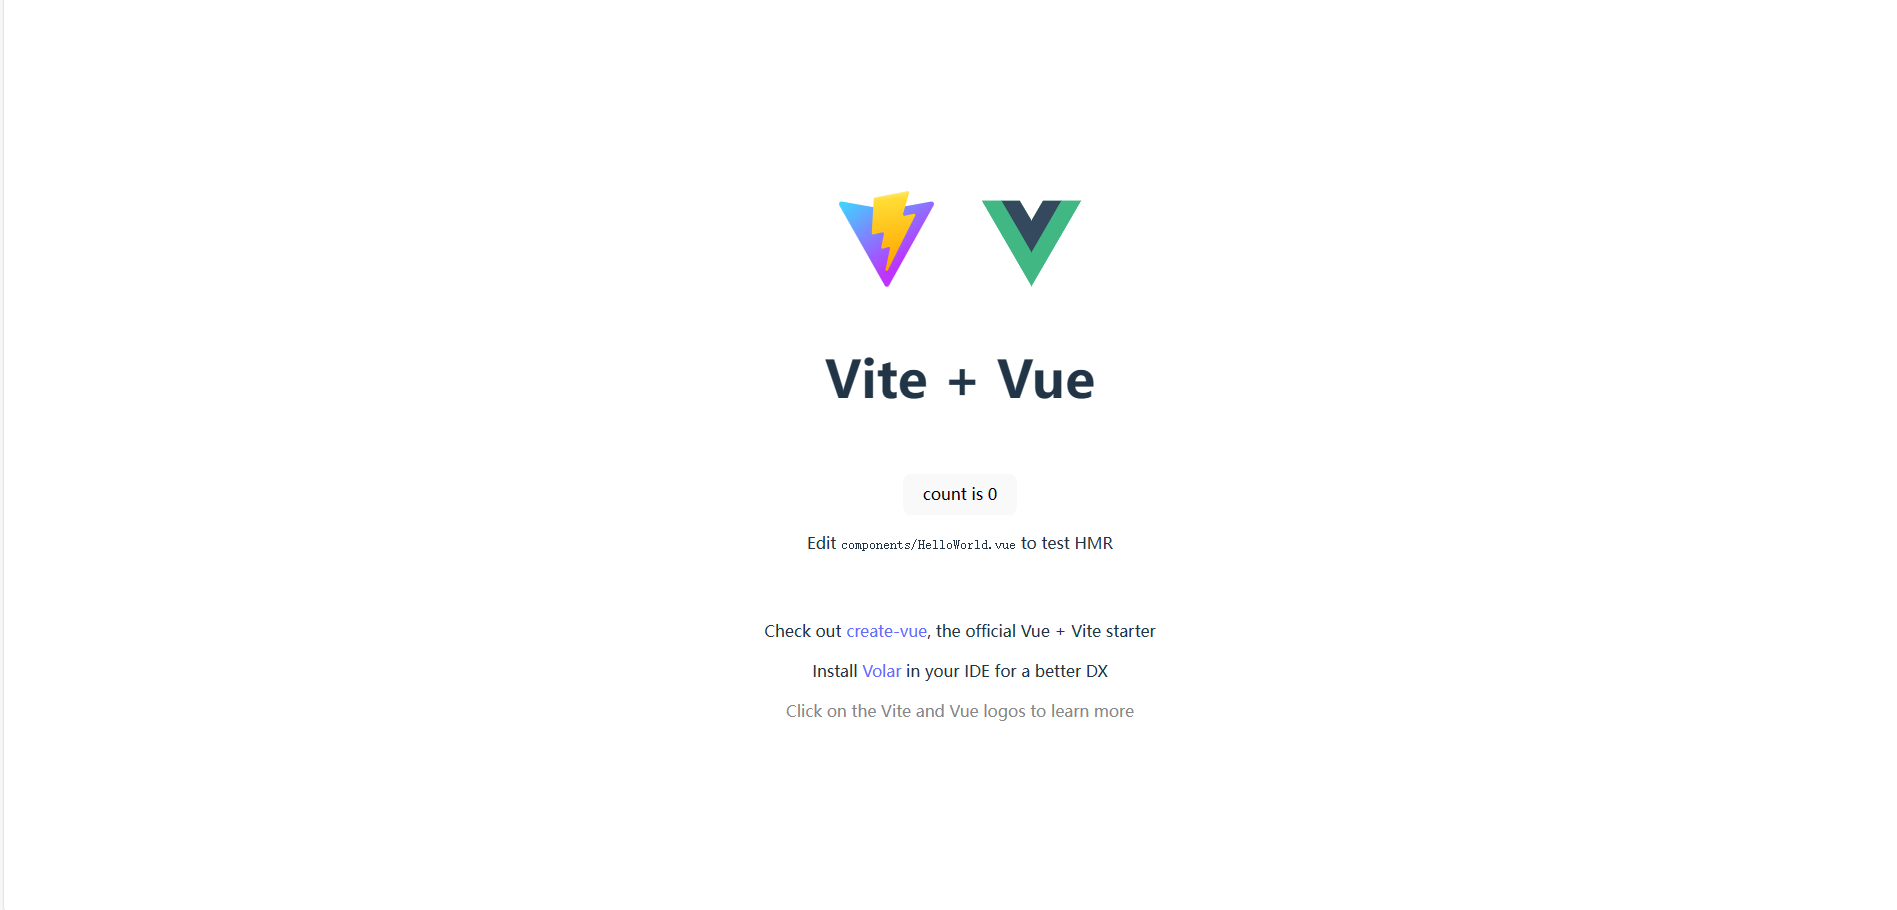 Vite + Vue
count is 0
Edit components/HelloWorld.vue to test HMR
Check out create-vue, the official Vue + Vite starter
Install Volar in your IDE for a better DX
Click on the Vite and Vue logos to learn more